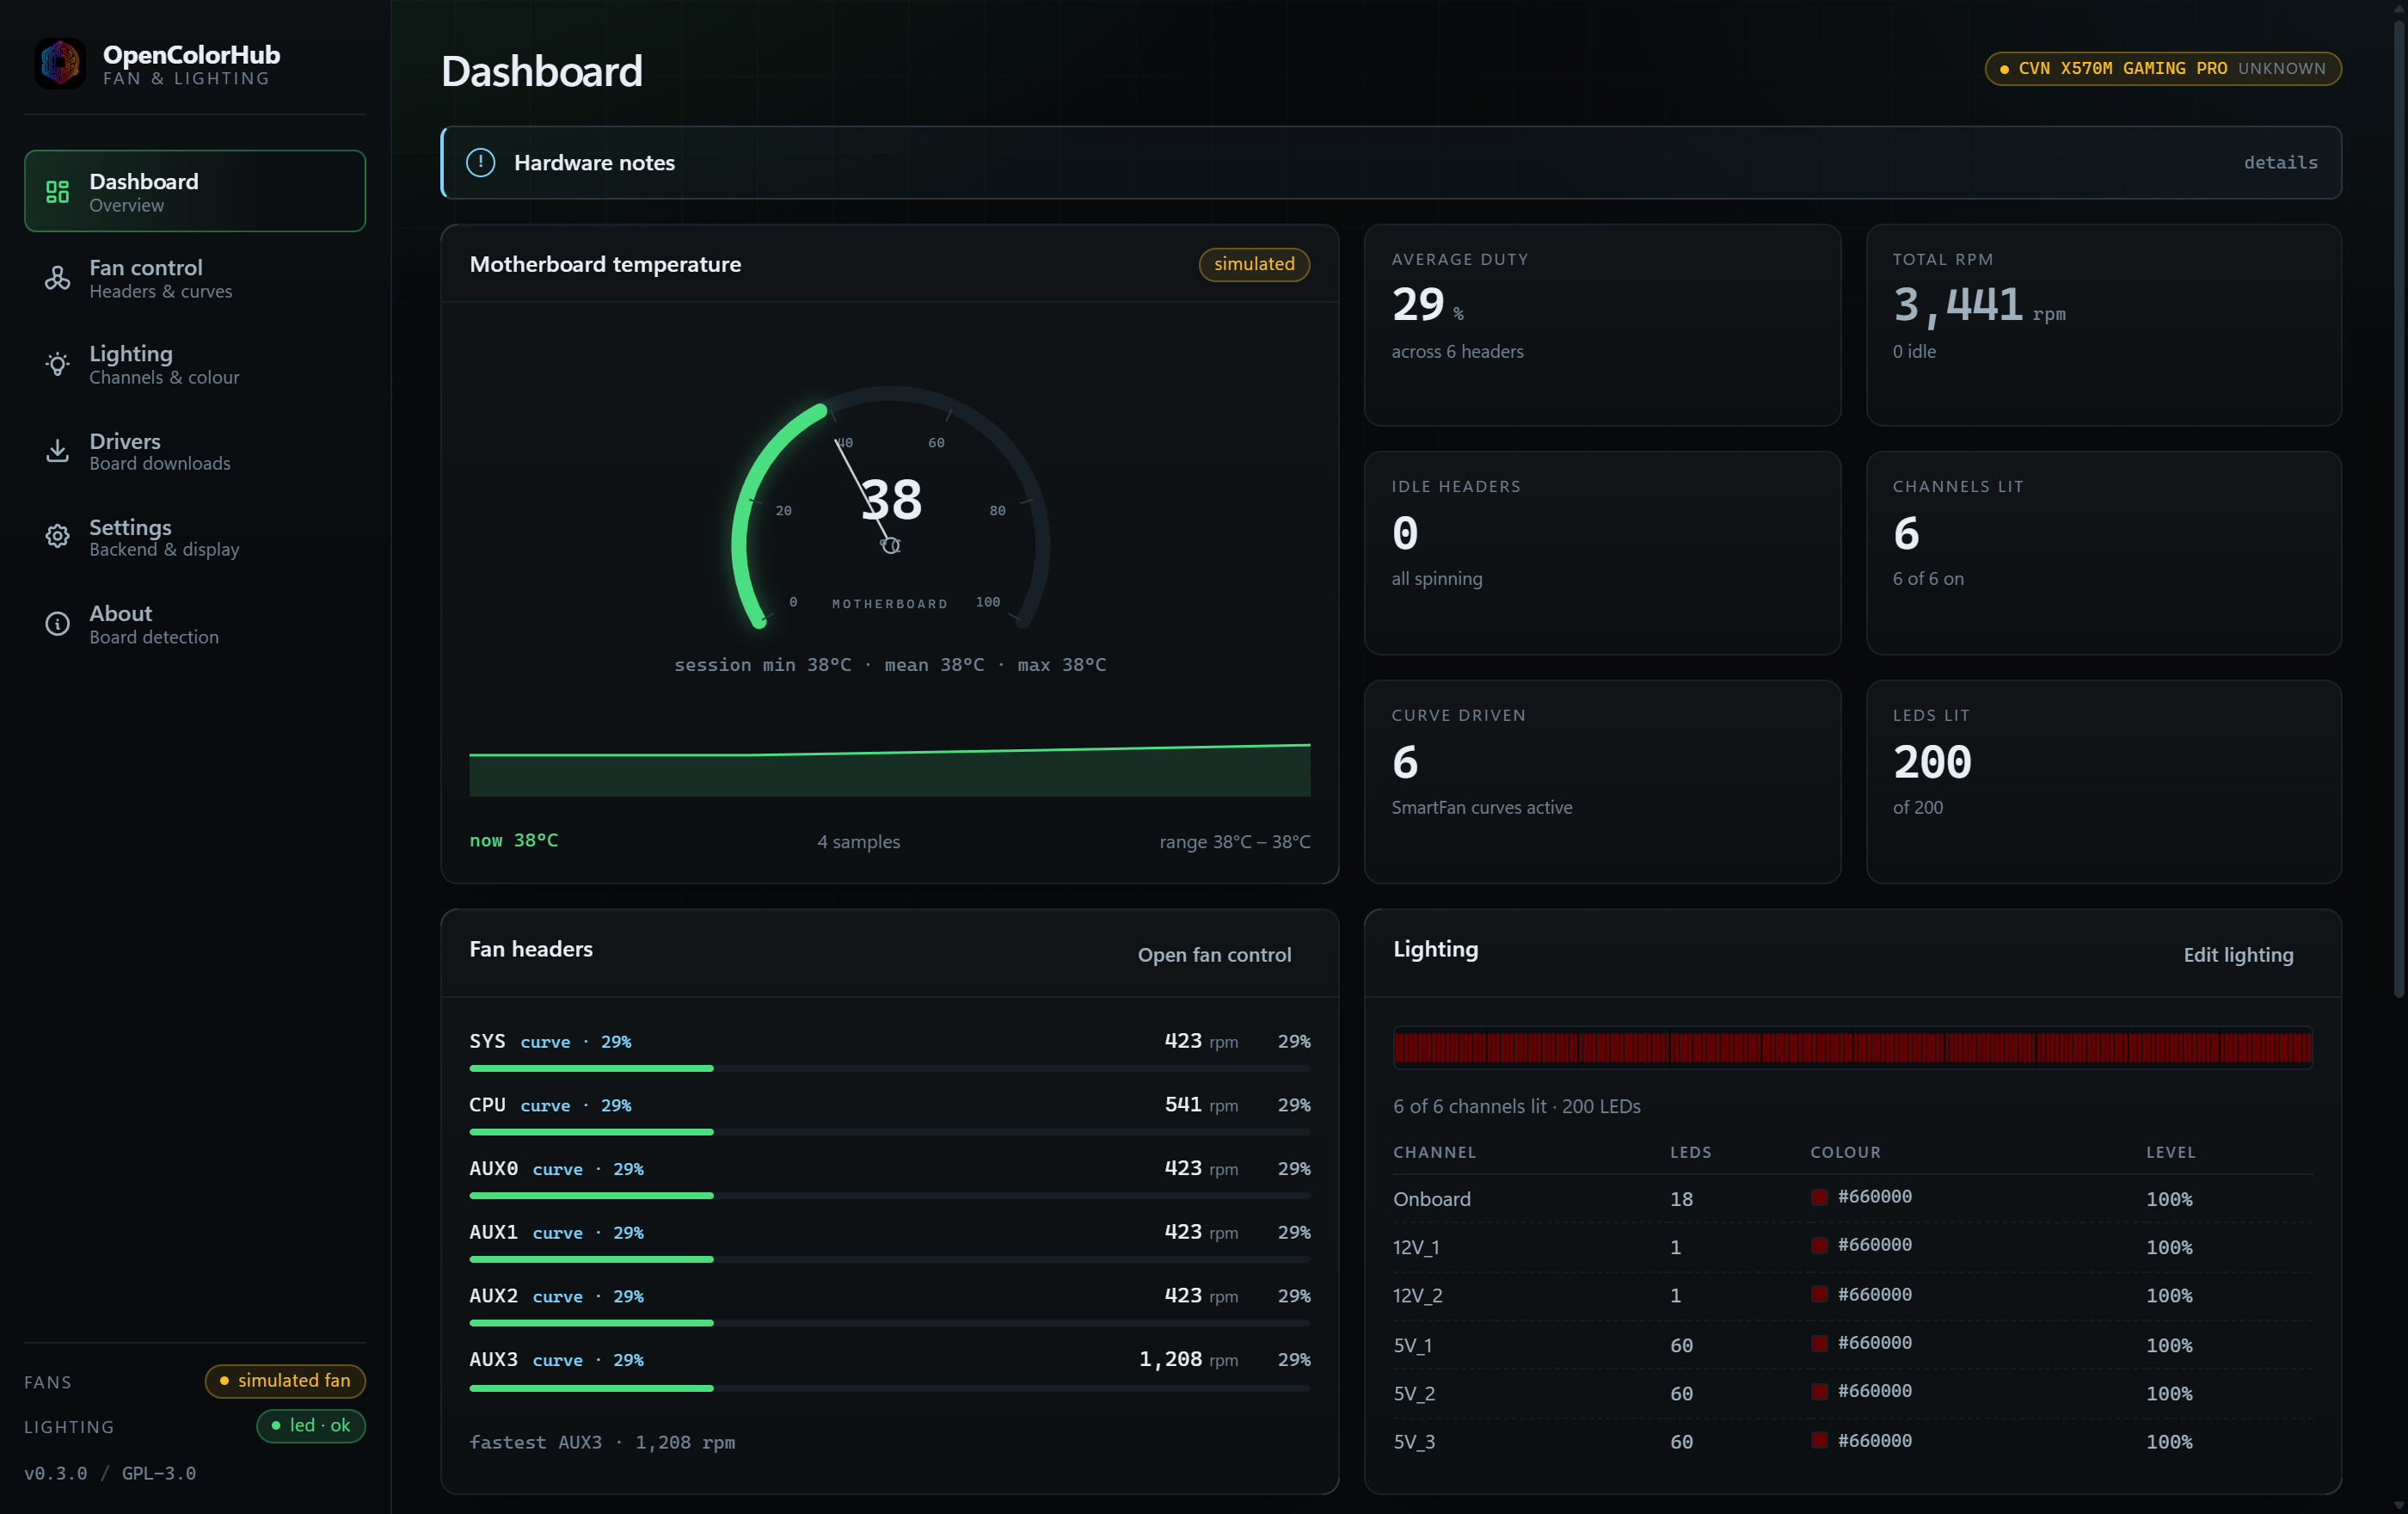 OpenColorHub
FAN & LIGHTING
Dashboard
Overview
Fan control
Headers & curves
Lighting
Channels & colour
Drivers
Board downloads
Settings
Backend & display
About
Board detection
FANS
simulated fan
LIGHTING
led · ok
v0.3.0 / GPL-3.0
Dashboard
CVN X570M GAMING PRO UNKNOWN
! Hardware notes
details
Motherboard temperature
simulated
40
60
20
38
80
°C
0
MOTHERBOARD
100
session min 38°C · mean 38°C · max 38°C
now 38°C
4 samples
range 38°C – 38°C
AVERAGE DUTY
29 %
across 6 headers
TOTAL RPM
3,441 rpm
0 idle
IDLE HEADERS
0
all spinning
CHANNELS LIT
6
6 of 6 on
CURVE DRIVEN
6
SmartFan curves active
LEDS LIT
200
of 200
Fan headers
Open fan control
SYS curve · 29% 423 rpm 29%
CPU curve · 29% 541 rpm 29%
AUX0 curve · 29% 423 rpm 29%
AUX1 curve · 29% 423 rpm 29%
AUX2 curve · 29% 423 rpm 29%
AUX3 curve · 29% 1,208 rpm 29%
fastest AUX3 · 1,208 rpm
Lighting
Edit lighting
6 of 6 channels lit · 200 LEDs
CHANNEL LEDS COLOUR LEVEL
Onboard 18 #660000 100%
12V_1 1 #660000 100%
12V_2 1 #660000 100%
5V_1 60 #660000 100%
5V_2 60 #660000 100%
5V_3 60 #660000 100%